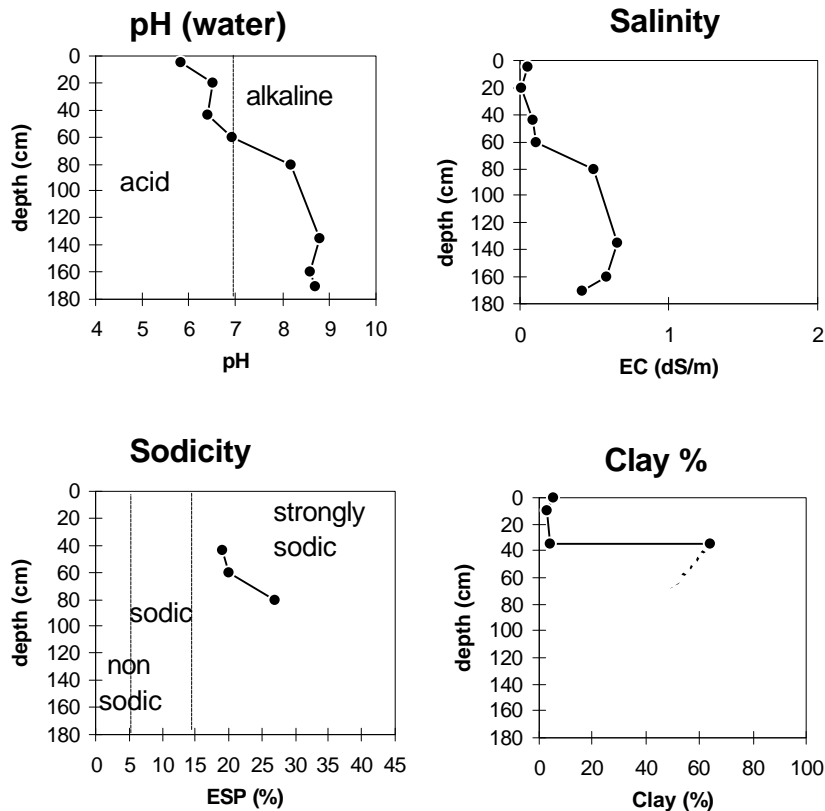 pH (water)
0
20
40
60
80
100
120
140
160
180
depth (cm)
acid
alkaline
4 5 6 7 8 9 10
pH
Salinity
0
20
40
60
80
100
120
140
160
180
depth (cm)
0 1 2
EC (dS/m)
Sodicity
0
20
40
60
80
100
120
140
160
180
depth (cm)
strongly
sodic
sodic
non
sodic
0 5 10 15 20 25 30 35 40 45
ESP (%)
Clay %
0
20
40
60
80
100
120
140
160
180
depth (cm)
0 20 40 60 80 100
Clay (%)